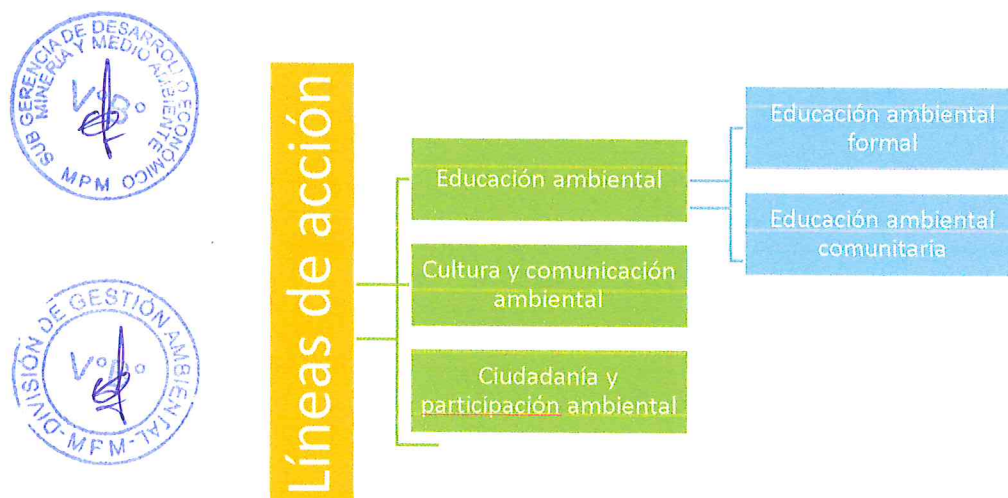 SUB GERENCIA DE DESARROLLO ECONÓMICO
MINERÍA Y MEDIO AMBIENTE
V°B°
MPM
DIVISIÓN DE GESTIÓN AMBIENTAL
V°B°
-MPM-
Líneas de acción
Educación ambiental
Cultura y comunicación
ambiental
Ciudadanía y
participación ambiental
Educación ambiental
formal
Educación ambiental
comunitaria